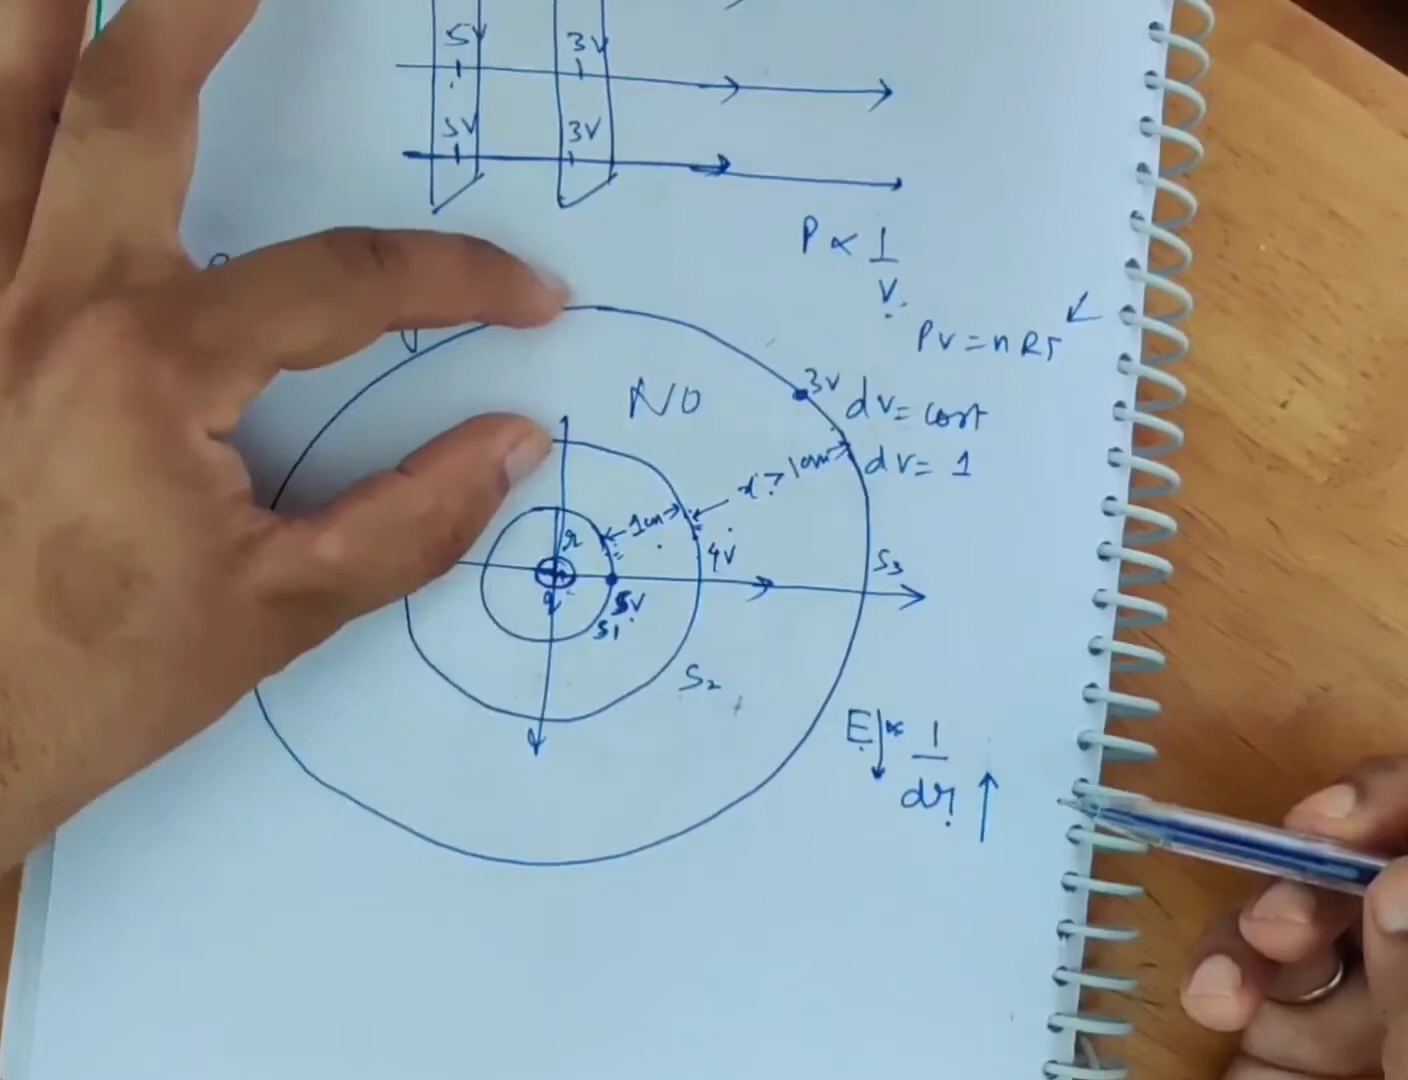 5V 3V
5V 3V
P ∝ 1/V
PV = nRT
3V
NO
dV = const
dV = 1
x? 1cm
1cm
r
4V
S3
q
5V
S1
S2
E↓ ∝ 1/dr ↑